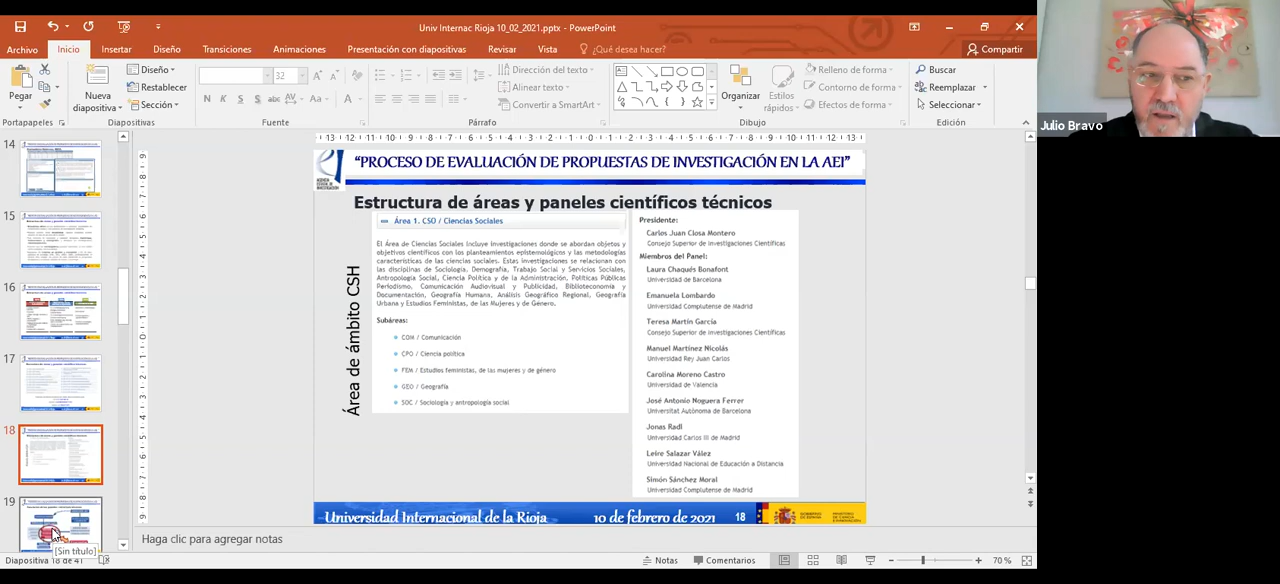 Univ Internac Rioja 10_02_2021.pptx - PowerPoint
Archivo Inicio Insertar Diseño Transiciones Animaciones Presentación con diapositivas Revisar Vista ¿Qué desea hacer? Compartir
Pegar
Nueva diapositiva
Diseño
Restablecer
Sección
32
N K S S abc AV Aa A
Dirección del texto
Alinear texto
Convertir a SmartArt
Organizar
Estilos rápidos
Relleno de forma
Contorno de forma
Efectos de forma
Buscar
Reemplazar
Seleccionar
Portapapeles Diapositivas Fuente Párrafo Dibujo Edición
Julio Bravo
14
15
16
17
18
19
[Sin título]
"PROCESO DE EVALUACIÓN DE PROPUESTAS DE INVESTIGACIÓN EN LA AEI"
Estructura de áreas y paneles científicos técnicos
Área de ámbito CSH
Área 1. CSO / Ciencias Sociales
El Área de Ciencias Sociales incluye investigaciones donde se abordan objetos y
objetivos científicos con los planteamientos epistemológicos y las metodologías
características de las ciencias sociales. Estas investigaciones se relacionan con
las disciplinas de Sociología, Demografía, Trabajo Social y Servicios Sociales,
Antropología Social, Ciencia Política y de la Administración, Políticas Públicas
Periodismo, Comunicación Audiovisual y Publicidad, Biblioteconomía y
Documentación, Geografía Humana, Análisis Geográfico Regional, Geografía
Urbana y Estudios Feministas, de las Mujeres y de Género.
Subáreas:
COM / Comunicación
CPO / Ciencia política
FEM / Estudios feministas, de las mujeres y de género
GEO / Geografía
SOC / Sociología y antropología social
Presidente:
Carlos Juan Closa Montero
Consejo Superior de Investigaciones Científicas
Miembros del Panel:
Laura Chaqués Bonafont
Universidad de Barcelona
Emanuela Lombardo
Universidad Complutense de Madrid
Teresa Martín García
Consejo Superior de Investigaciones Científicas
Manuel Martínez Nicolás
Universidad Rey Juan Carlos
Carolina Moreno Castro
Universidad de Valencia
José Antonio Noguera Ferrer
Universitat Autònoma de Barcelona
Jonas Radl
Universidad Carlos III de Madrid
Leire Salazar Vález
Universidad Nacional de Educación a Distancia
Simón Sánchez Moral
Universidad Complutense de Madrid
Universidad Internacional de la Rioja 10 de febrero de 2021 18
Haga clic para agregar notas
Diapositiva 18 de 41
Notas Comentarios 70 %